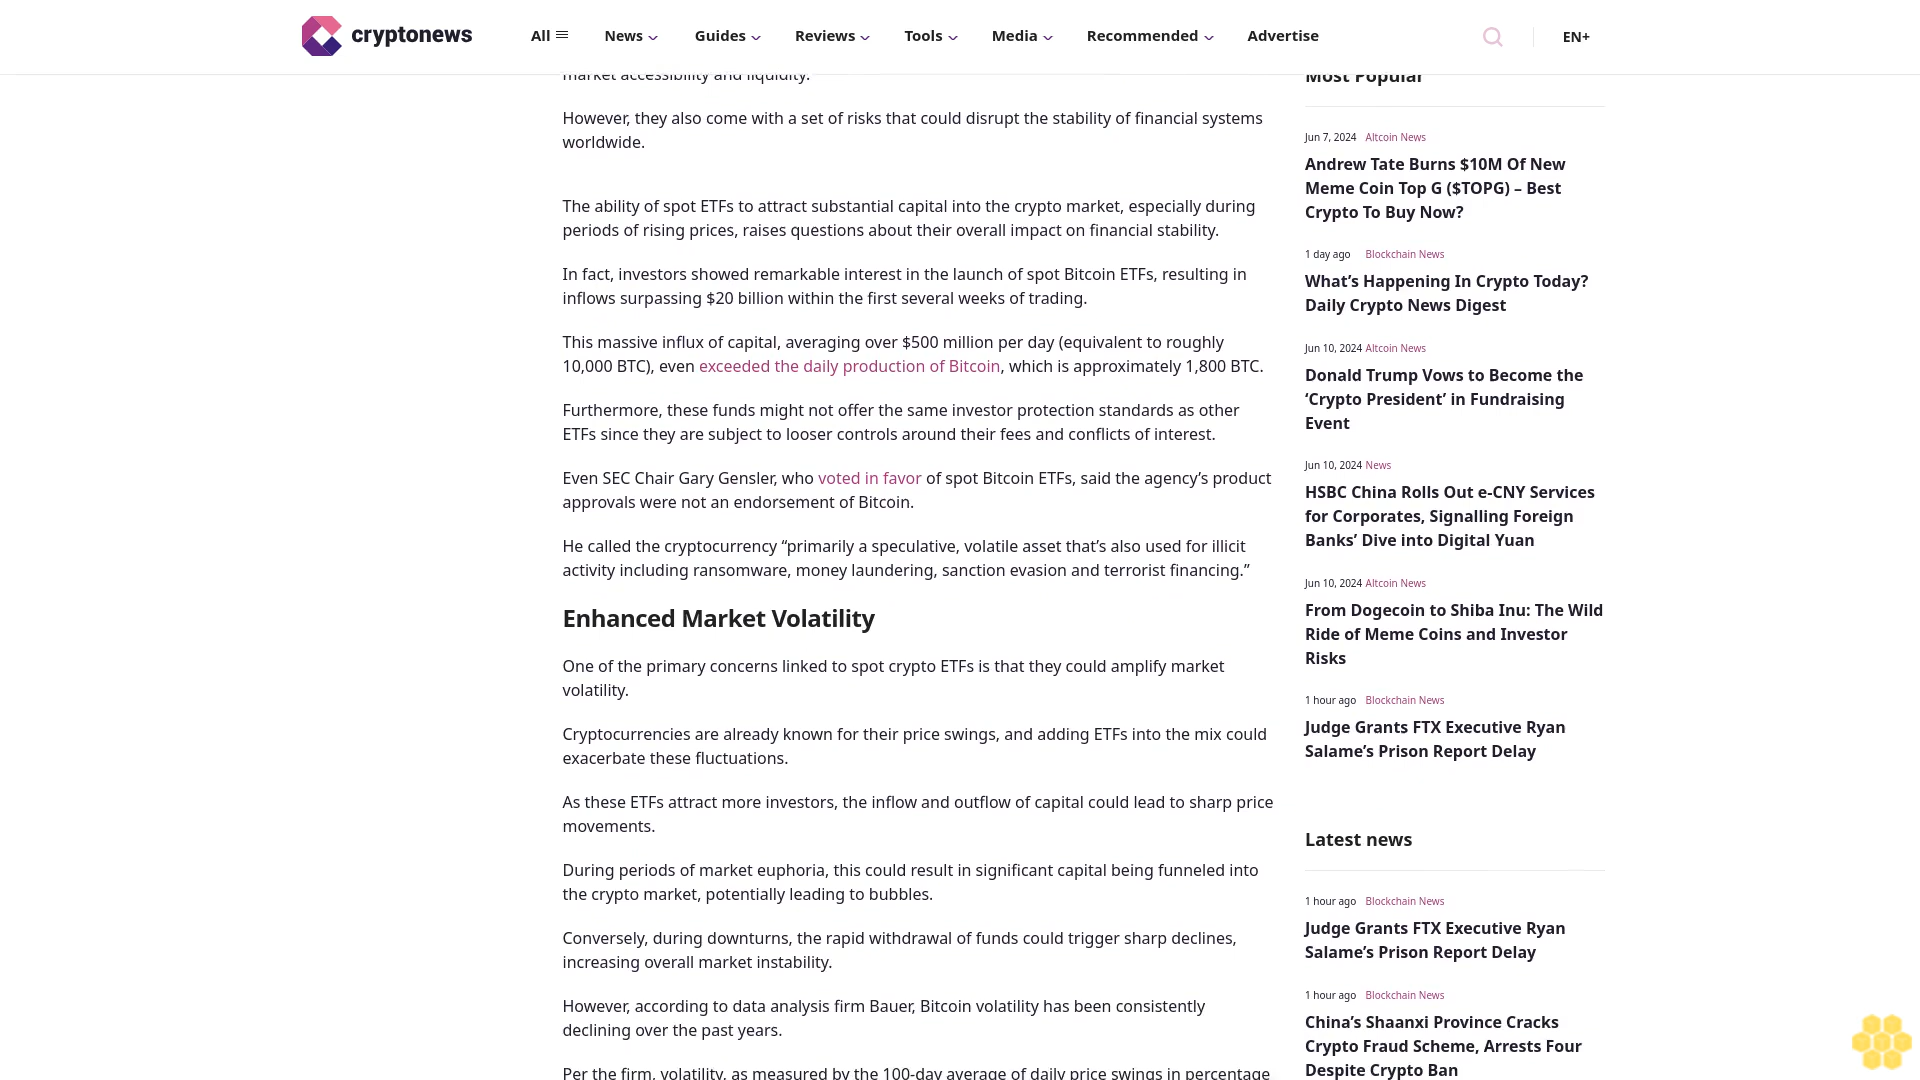 cryptonews
All
News
Guides
Reviews
Tools
Media
Recommended
Advertise
EN+
market accessibility and liquidity.
However, they also come with a set of risks that could disrupt the stability of financial systems
worldwide.
The ability of spot ETFs to attract substantial capital into the crypto market, especially during
periods of rising prices, raises questions about their overall impact on financial stability.
In fact, investors showed remarkable interest in the launch of spot Bitcoin ETFs, resulting in
inflows surpassing $20 billion within the first several weeks of trading.
This massive influx of capital, averaging over $500 million per day (equivalent to roughly
10,000 BTC), even exceeded the daily production of Bitcoin, which is approximately 1,800 BTC.
Furthermore, these funds might not offer the same investor protection standards as other
ETFs since they are subject to looser controls around their fees and conflicts of interest.
Even SEC Chair Gary Gensler, who voted in favor of spot Bitcoin ETFs, said the agency’s product
approvals were not an endorsement of Bitcoin.
He called the cryptocurrency “primarily a speculative, volatile asset that’s also used for illicit
activity including ransomware, money laundering, sanction evasion and terrorist financing.”
Enhanced Market Volatility
One of the primary concerns linked to spot crypto ETFs is that they could amplify market
volatility.
Cryptocurrencies are already known for their price swings, and adding ETFs into the mix could
exacerbate these fluctuations.
As these ETFs attract more investors, the inflow and outflow of capital could lead to sharp price
movements.
During periods of market euphoria, this could result in significant capital being funneled into
the crypto market, potentially leading to bubbles.
Conversely, during downturns, the rapid withdrawal of funds could trigger sharp declines,
increasing overall market instability.
However, according to data analysis firm Bauer, Bitcoin volatility has been consistently
declining over the past years.
Per the firm, volatility, as measured by the 100-day average of daily price swings in percentage
Most Popular
Jun 7, 2024 Altcoin News
Andrew Tate Burns $10M Of New
Meme Coin Top G ($TOPG) – Best
Crypto To Buy Now?
1 day ago Blockchain News
What’s Happening In Crypto Today?
Daily Crypto News Digest
Jun 10, 2024 Altcoin News
Donald Trump Vows to Become the
‘Crypto President’ in Fundraising
Event
Jun 10, 2024 News
HSBC China Rolls Out e-CNY Services
for Corporates, Signalling Foreign
Banks’ Dive into Digital Yuan
Jun 10, 2024 Altcoin News
From Dogecoin to Shiba Inu: The Wild
Ride of Meme Coins and Investor
Risks
1 hour ago Blockchain News
Judge Grants FTX Executive Ryan
Salame’s Prison Report Delay
Latest news
1 hour ago Blockchain News
Judge Grants FTX Executive Ryan
Salame’s Prison Report Delay
1 hour ago Blockchain News
China’s Shaanxi Province Cracks
Crypto Fraud Scheme, Arrests Four
Despite Crypto Ban